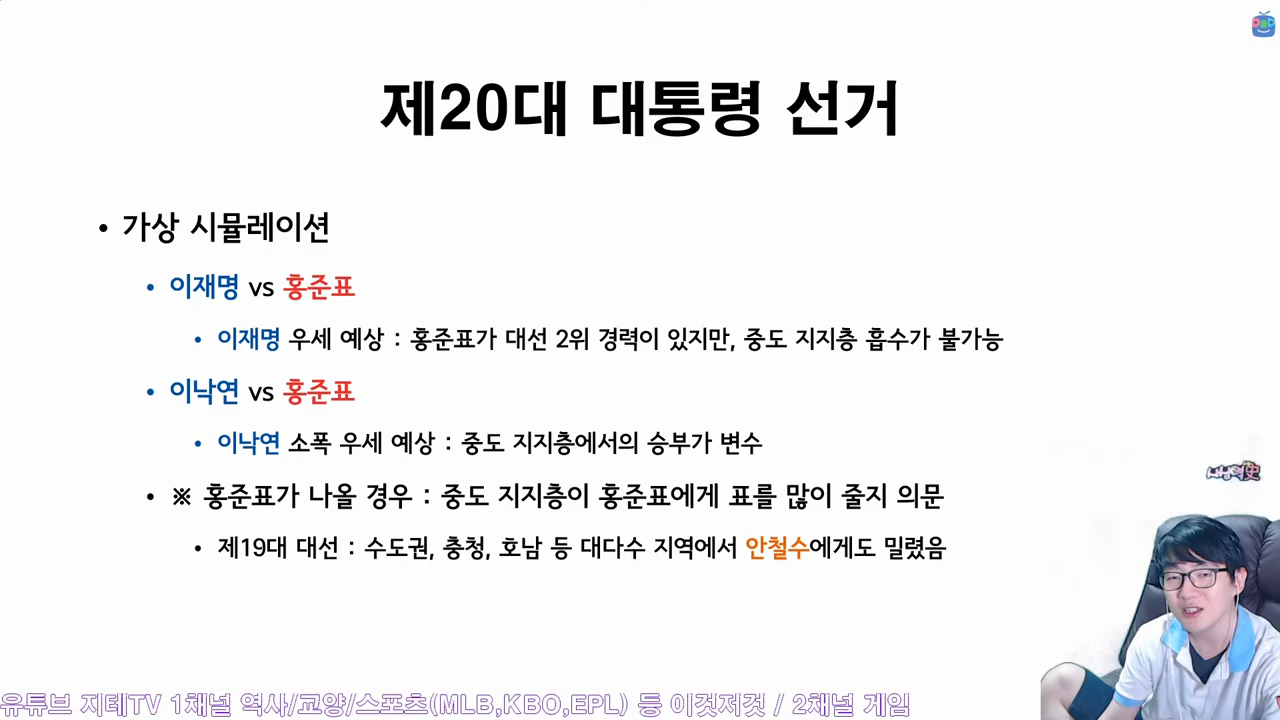 제20대 대통령 선거
• 가상 시뮬레이션
• 이재명 vs 홍준표
• 이재명 우세 예상 : 홍준표가 대선 2위 경력이 있지만, 중도 지지층 흡수가 불가능
• 이낙연 vs 홍준표
• 이낙연 소폭 우세 예상 : 중도 지지층에서의 승부가 변수
• ※ 홍준표가 나올 경우 : 중도 지지층이 홍준표에게 표를 많이 줄지 의문
• 제19대 대선 : 수도권, 충청, 호남 등 대다수 지역에서 안철수에게도 밀렸음
유튜브 지테TV 1채널 역사/교양/스포츠(MLB,KBO,EPL) 등 이것저것 / 2채널 게임